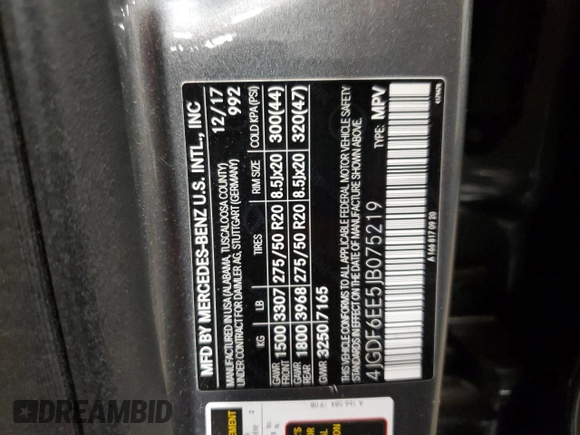 MFD BY MERCEDES-BENZ U.S. INTL., INC
MANUFACTURED IN USA (ALABAMA, TUSCALOOSA COUNTY)
UNDER CONTRACT FOR DAIMLER AG, STUTTGART (GERMANY)
12/17
992
KG LB TIRES RIM SIZE COLD KPA(PSI)
GAWR FRONT 1500 3307 275/50 R20 8.5Jx20 300(44)
GAWR REAR 1800 3968 275/50 R20 8.5Jx20 320(47)
GVWR 3250 7165
THIS VEHICLE CONFORMS TO ALL APPLICABLE FEDERAL MOTOR VEHICLE SAFETY
STANDARDS IN EFFECT ON THE DATE OF MANUFACTURE SHOWN ABOVE.
4JGDF6EE5JB075219 TYPE: MPV
A 166 817 09 20
DREAMBID